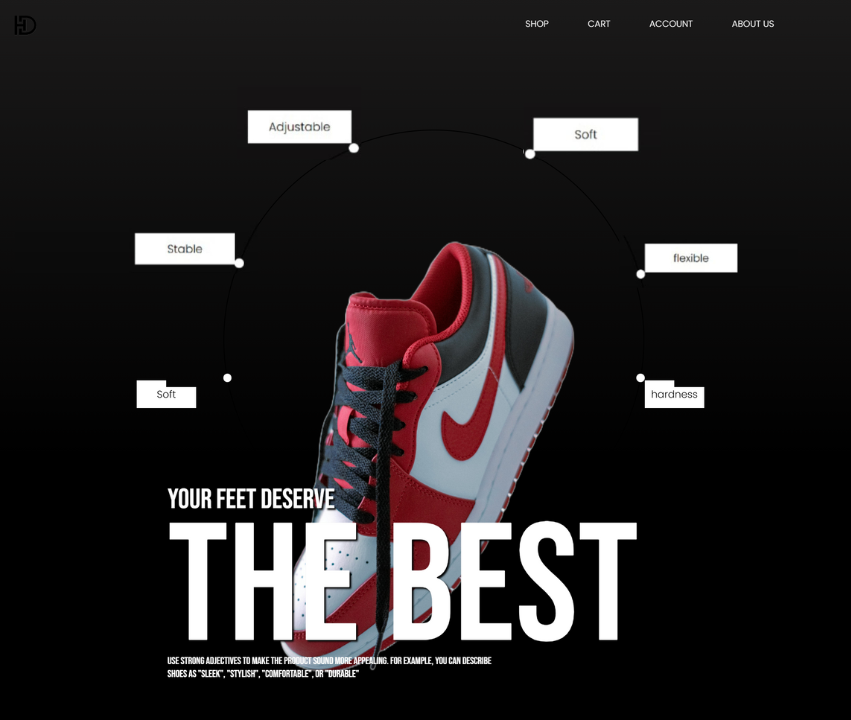 HD
SHOP CART ACCOUNT ABOUT US
Adjustable
Soft
Stable
flexible
Soft
hardness
YOUR FEET DESERVE
THE BEST
USE STRONG ADJECTIVES TO MAKE THE PRODUCT SOUND MORE APPEALING. FOR EXAMPLE, YOU CAN DESCRIBE
SHOES AS "SLEEK", "STYLISH", "COMFORTABLE", OR "DURABLE"